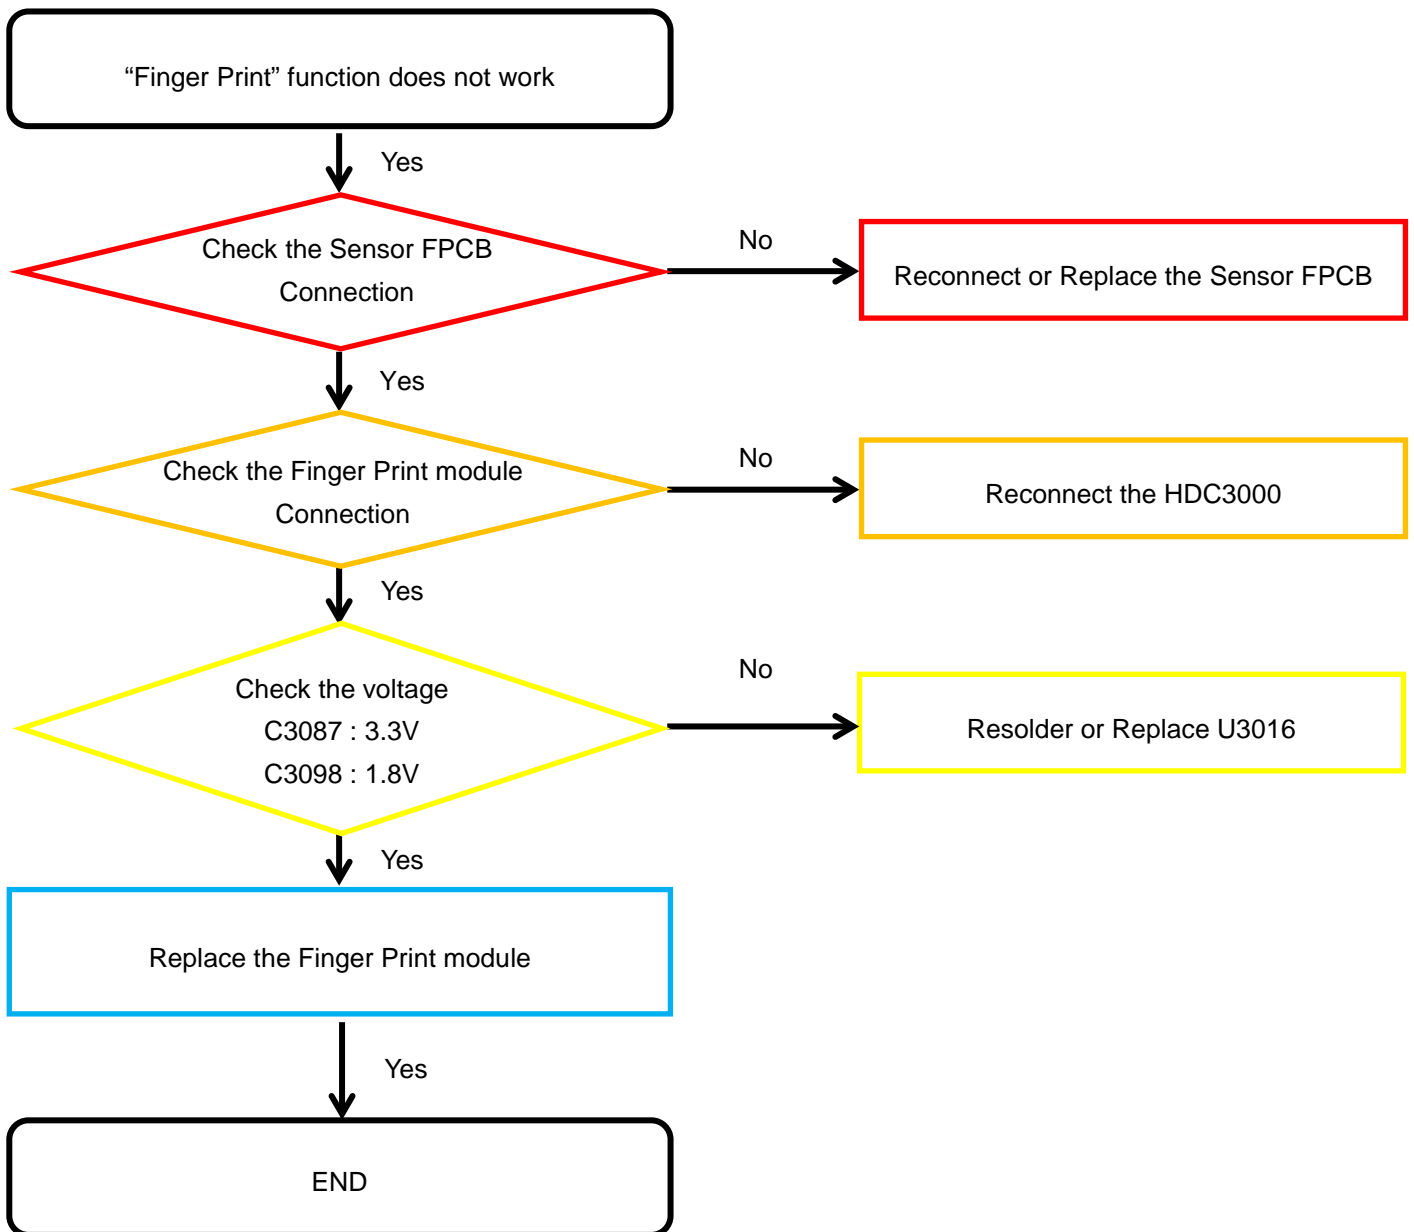 “Finger Print” function does not work
Yes
Check the Sensor FPCB
Connection
No
Reconnect or Replace the Sensor FPCB
Yes
Check the Finger Print module
Connection
No
Reconnect the HDC3000
Yes
Check the voltage
C3087 : 3.3V
C3098 : 1.8V
No
Resolder or Replace U3016
Yes
Replace the Finger Print module
Yes
END